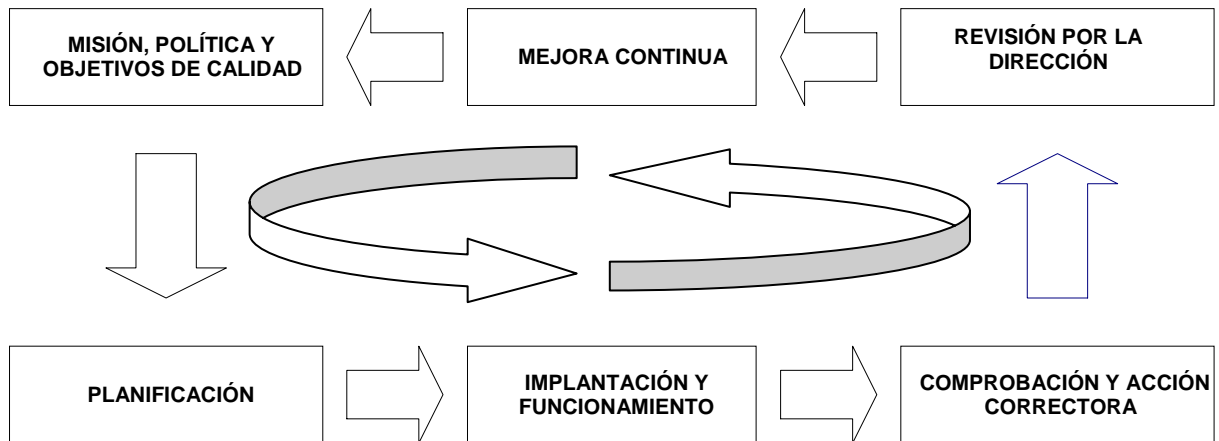 MISIÓN, POLÍTICA Y
OBJETIVOS DE CALIDAD
MEJORA CONTINUA
REVISIÓN POR LA
DIRECCIÓN
PLANIFICACIÓN
IMPLANTACIÓN Y
FUNCIONAMIENTO
COMPROBACIÓN Y ACCIÓN
CORRECTORA